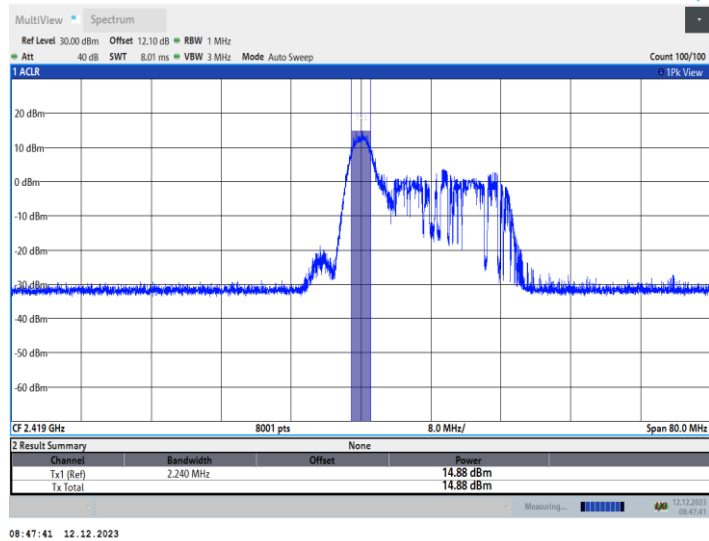 MultiView Spectrum
Ref Level 30.00 dBm Offset 12.10 dB RBW 1 MHz
Att 40 dB SWT 8.01 ms VBW 3 MHz Mode Auto Sweep Count 100/100
1 ACLR 1Pk View
20 dBm
10 dBm
0 dBm
-10 dBm
-20 dBm
-30 dBm
-40 dBm
-50 dBm
-60 dBm
CF 2.419 GHz 8001 pts 8.0 MHz/ Span 80.0 MHz
2 Result Summary None
Channel Bandwidth Offset Power
Tx1 (Ref) 2.240 MHz 14.88 dBm
Tx Total 14.88 dBm
Measuring... 12.12.2023
08:47:41
08:47:41 12.12.2023